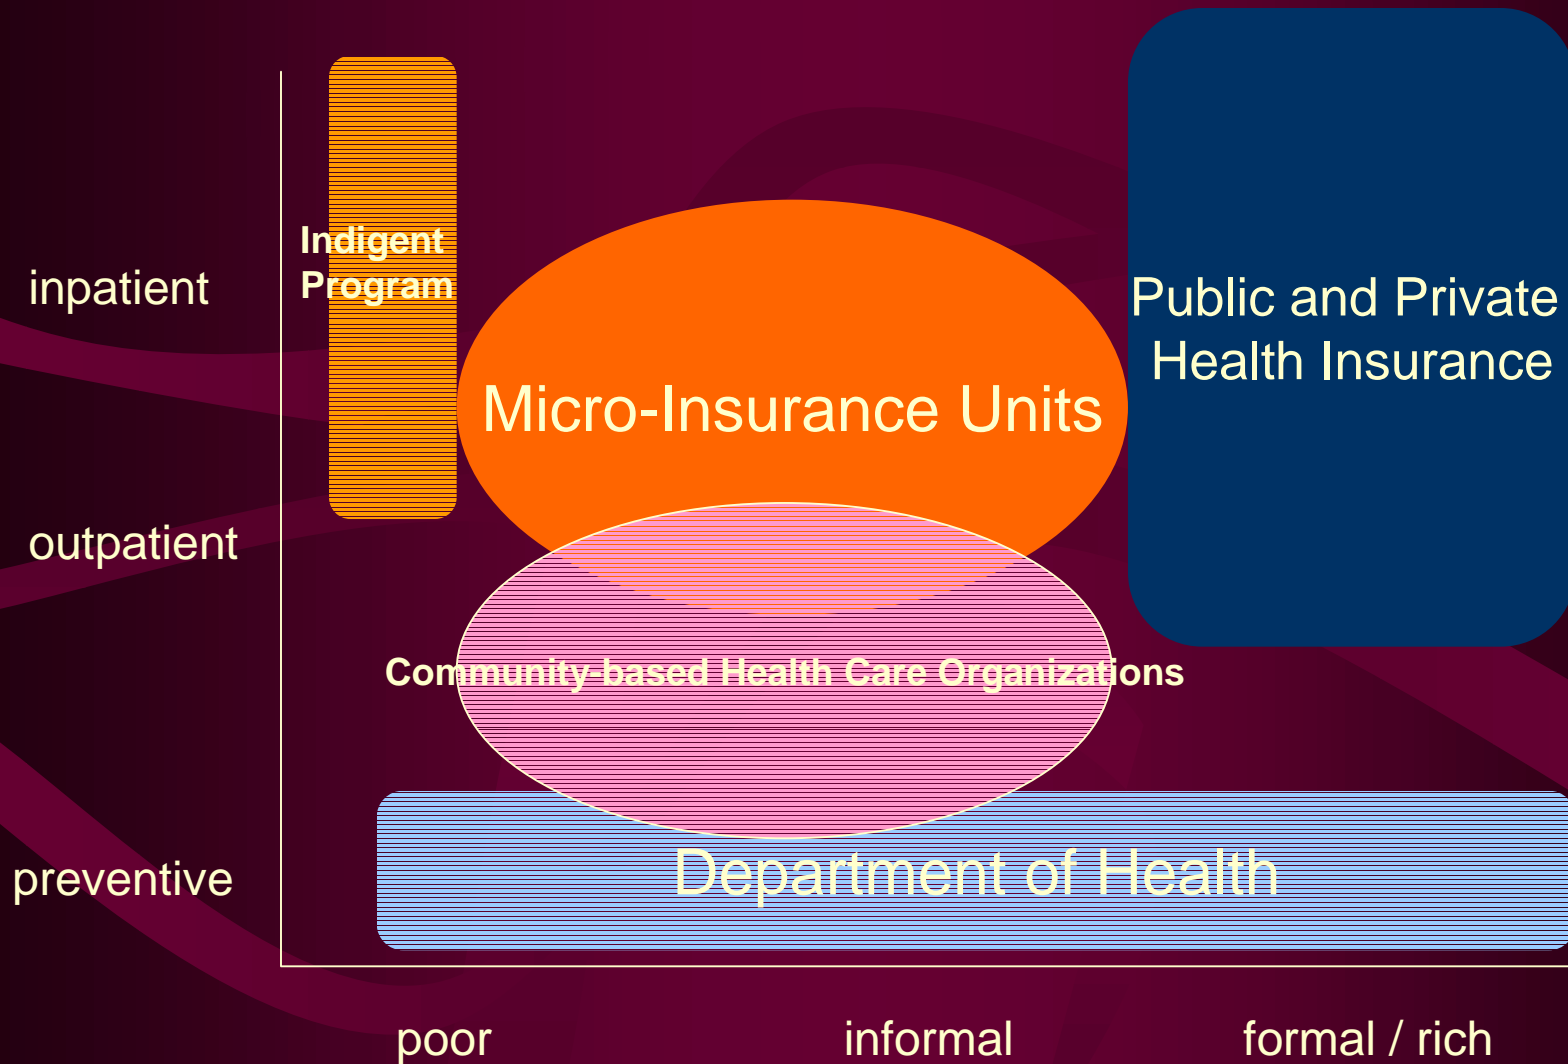 Indigent
Program
inpatient
Public and Private
Health Insurance
Micro-Insurance Units
outpatient
Community-based Health Care Organizations
Department of Health
preventive
poor
informal
formal / rich